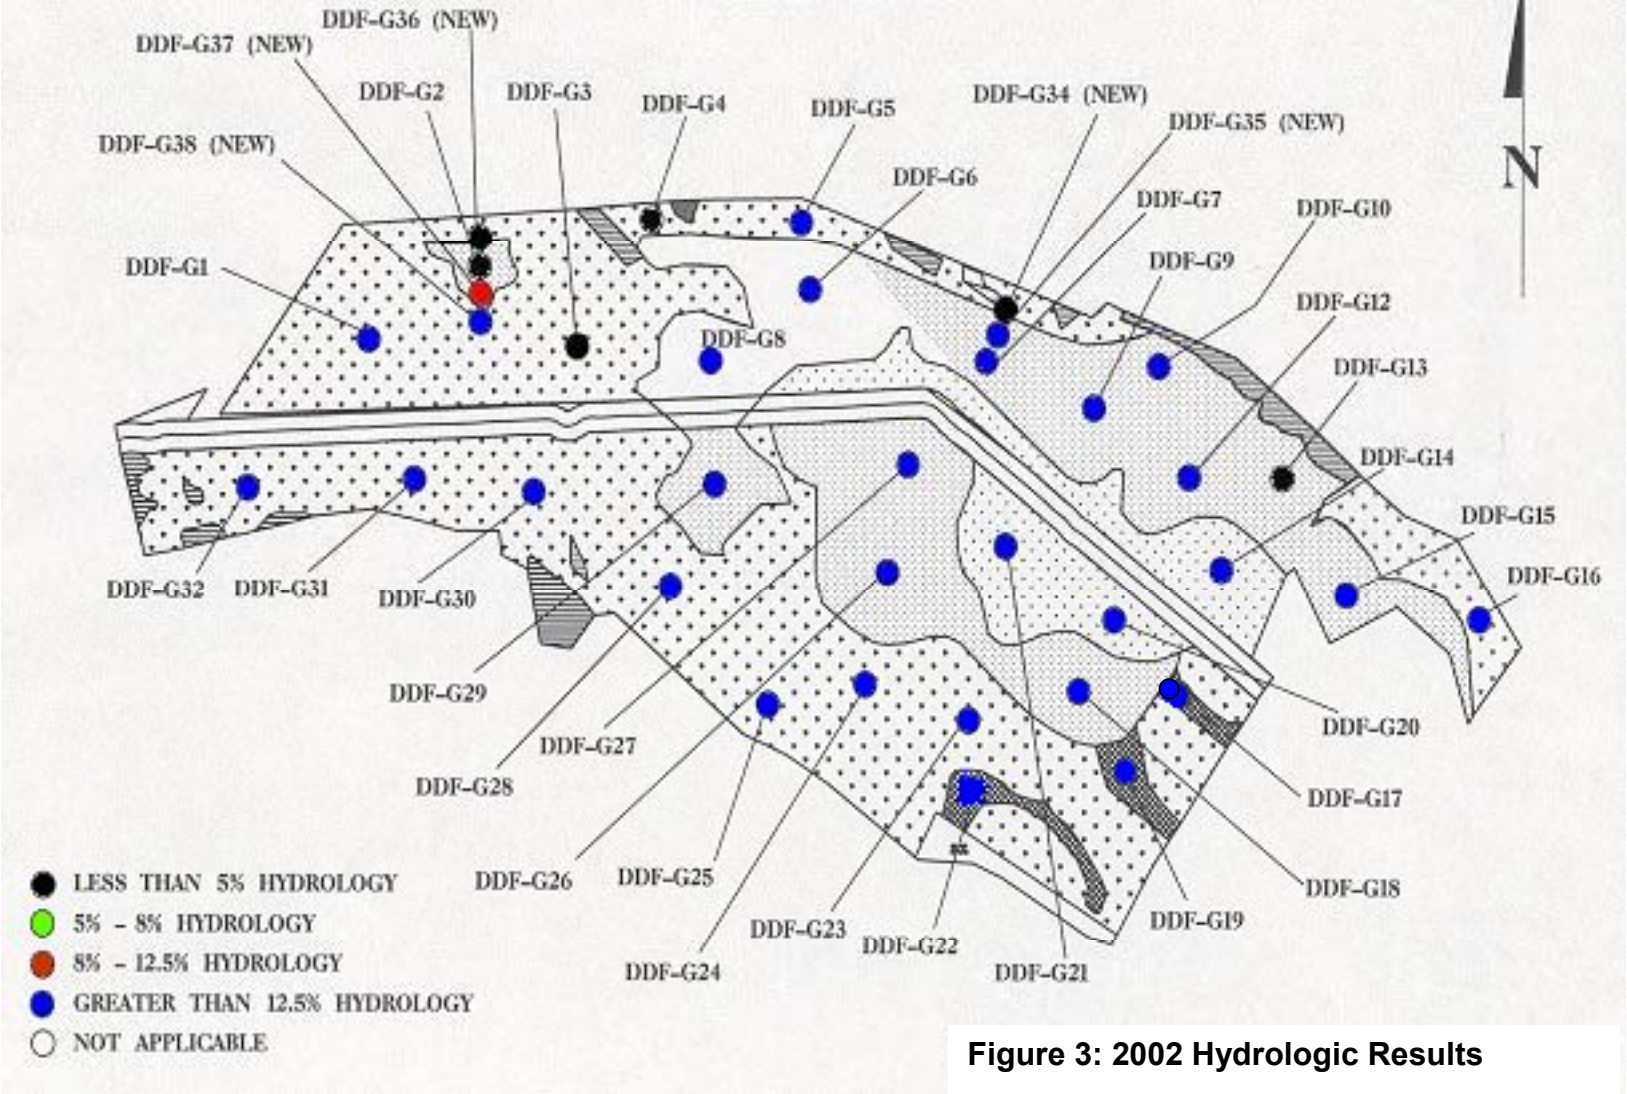 DDF-G36 (NEW)
DDF-G37 (NEW)
DDF-G2
DDF-G3
DDF-G4
DDF-G5
DDF-G34 (NEW)
DDF-G35 (NEW)
DDF-G38 (NEW)
DDF-G6
DDF-G7
DDF-G10
N
DDF-G1
DDF-G9
DDF-G12
DDF-G8
DDF-G13
DDF-G14
DDF-G15
DDF-G16
DDF-G32
DDF-G31
DDF-G30
DDF-G29
DDF-G20
DDF-G27
DDF-G28
DDF-G17
DDF-G26
DDF-G25
DDF-G18
DDF-G19
DDF-G23
DDF-G22
DDF-G24
DDF-G21
LESS THAN 5% HYDROLOGY
5% - 8% HYDROLOGY
8% - 12.5% HYDROLOGY
GREATER THAN 12.5% HYDROLOGY
NOT APPLICABLE
Figure 3: 2002 Hydrologic Results